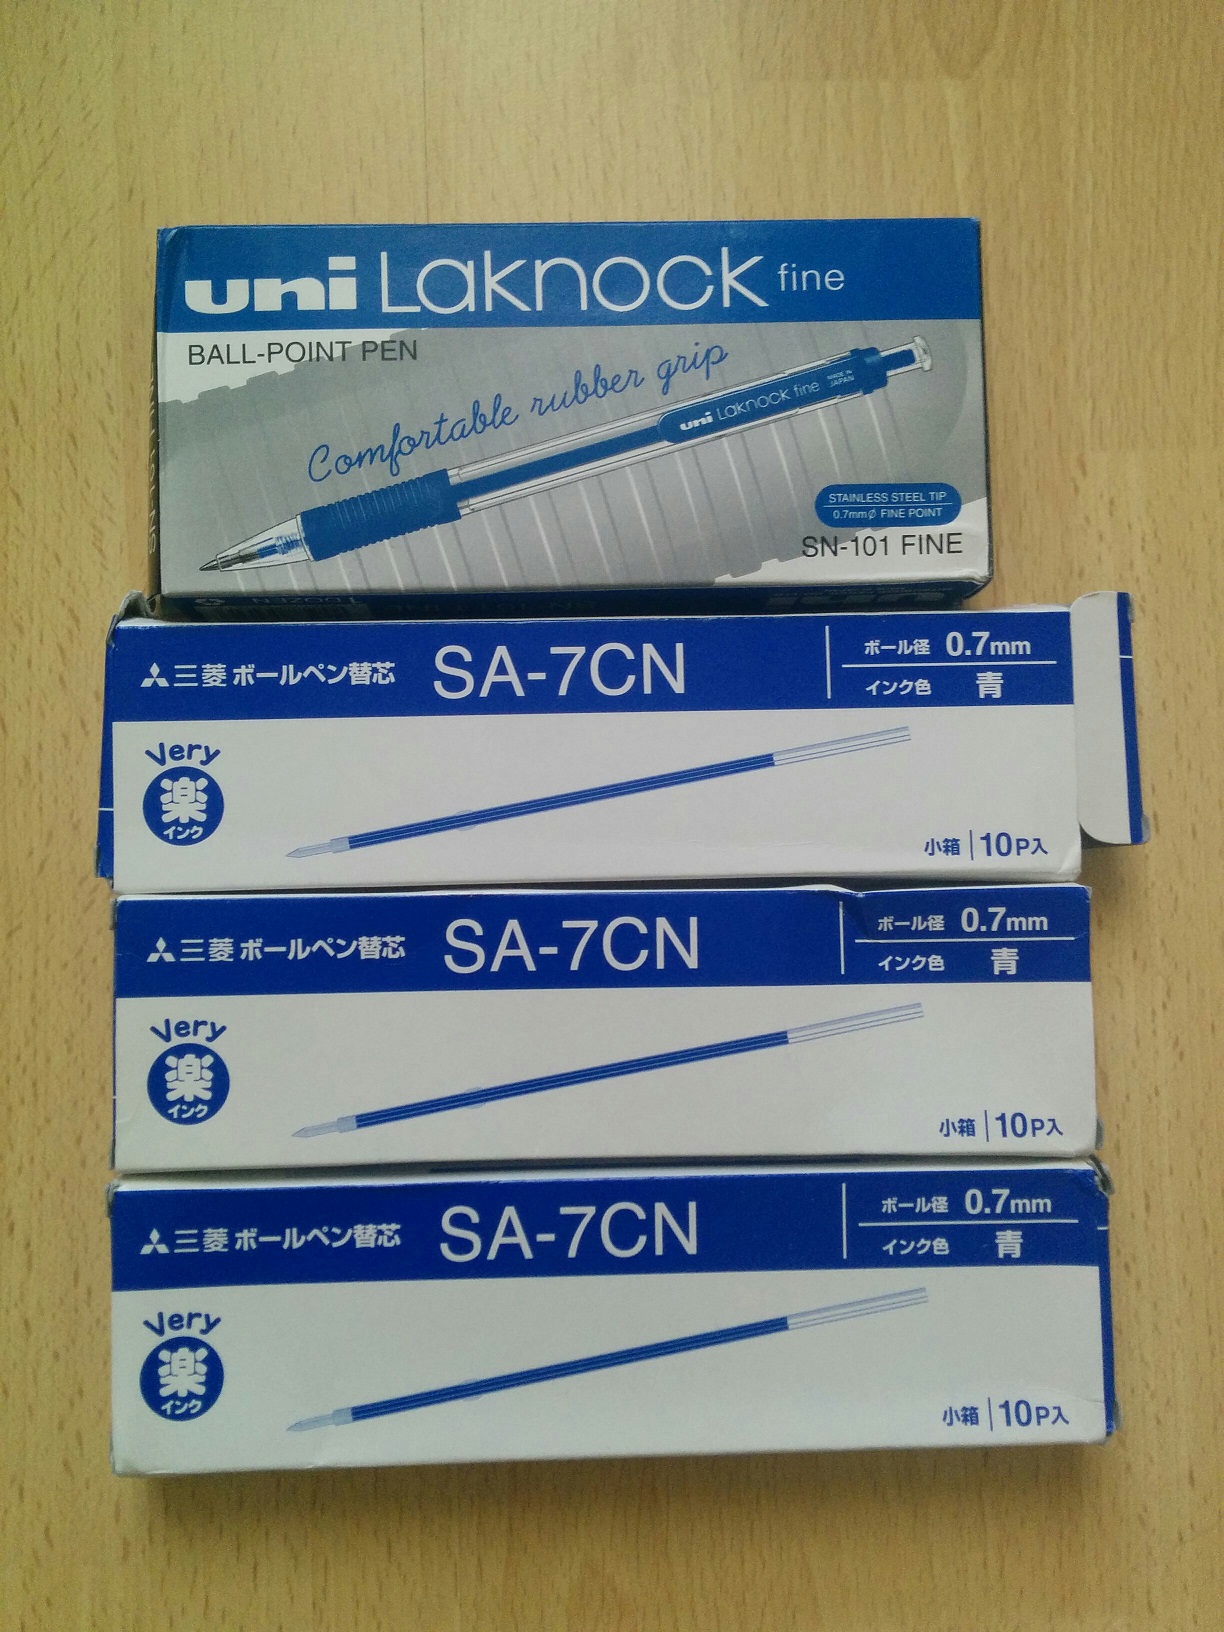 uni Laknock fine
BALL-POINT PEN
Comfortable rubber grip
uni Laknock fine MADE IN JAPAN
STAINLESS STEEL TIP
0.7mmφ FINE POINT
SN-101 FINE
三菱ボールペン替芯 SA-7CN
ボール径 0.7mm
インク色 青
Very
楽
インク
小箱 10P入
三菱ボールペン替芯 SA-7CN
ボール径 0.7mm
インク色 青
Very
楽
インク
小箱 10P入
三菱ボールペン替芯 SA-7CN
ボール径 0.7mm
インク色 青
Very
楽
インク
小箱 10P入